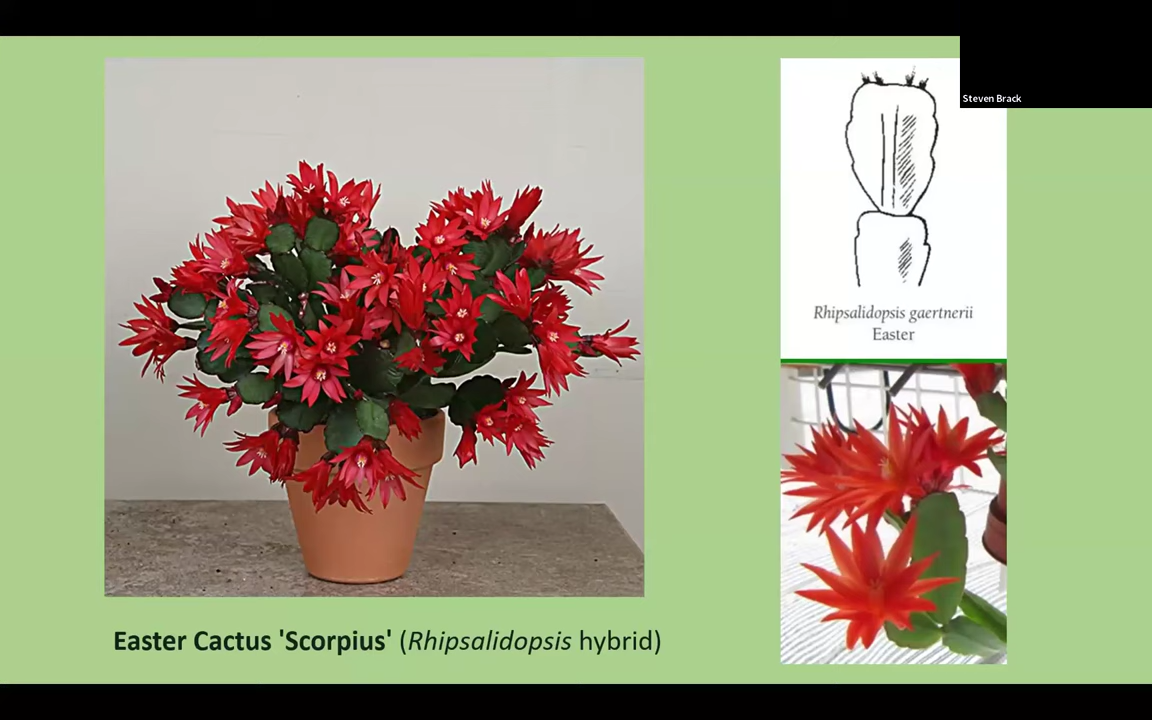 Steven Brack
Rhipsalidopsis gaertnerii
Easter
Easter Cactus 'Scorpius' (Rhipsalidopsis hybrid)